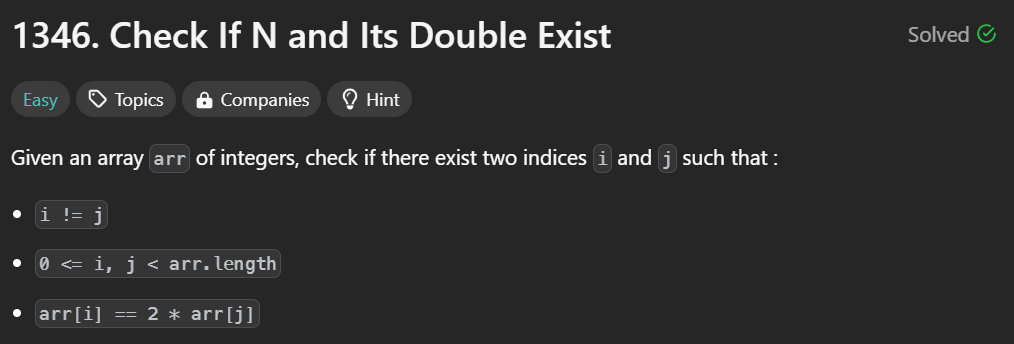 1346. Check If N and Its Double Exist
Solved
Easy Topics Companies Hint
Given an array arr of integers, check if there exist two indices i and j such that :
i != j
0 <= i, j < arr.length
arr[i] == 2 * arr[j]